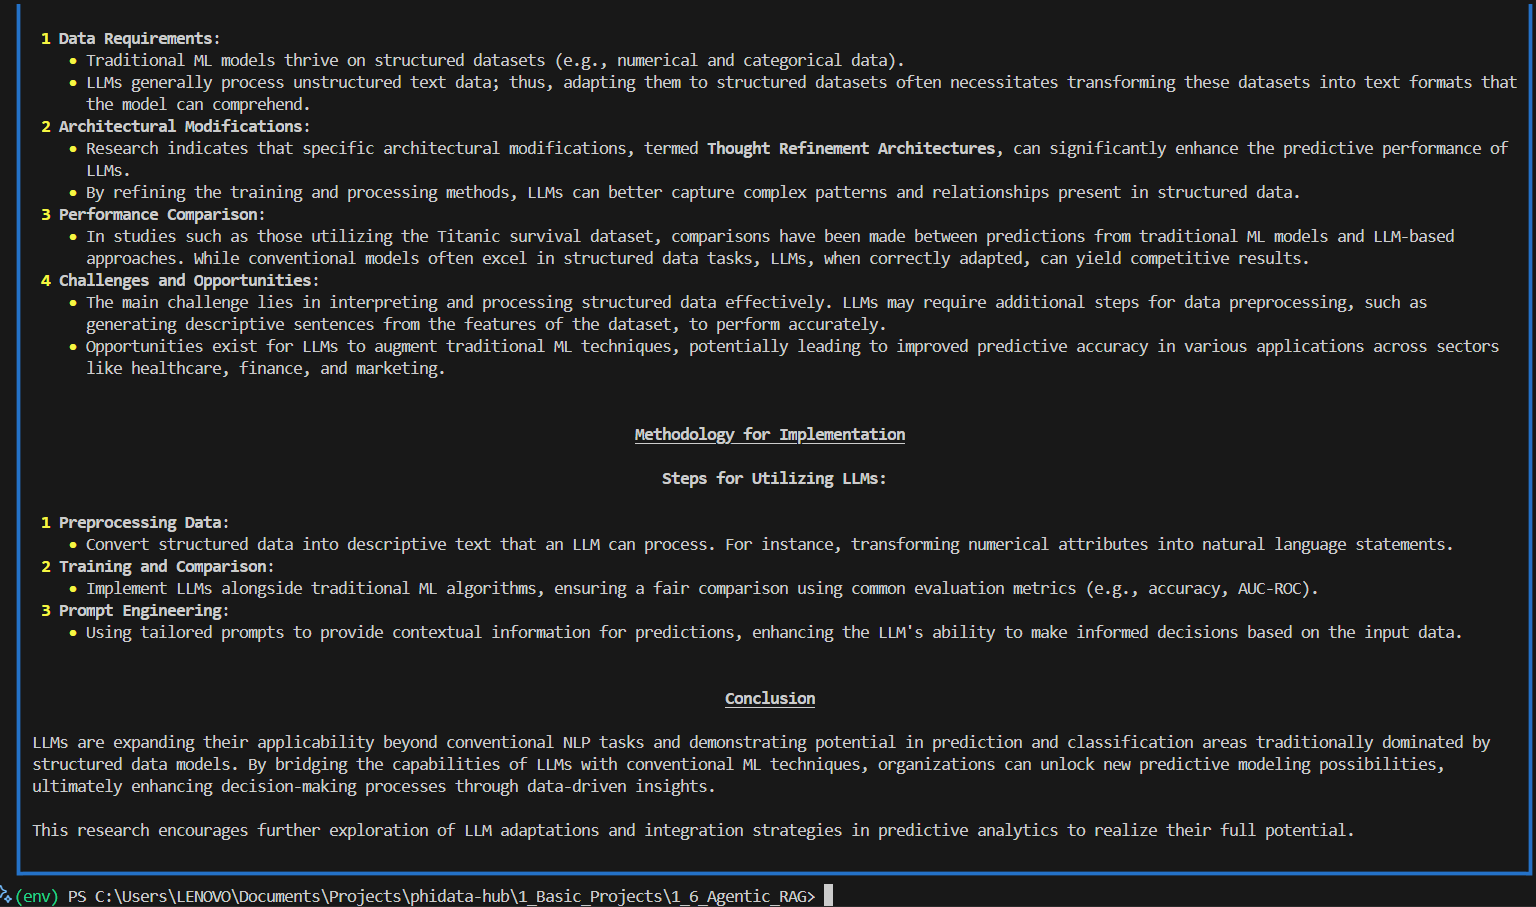 1 Data Requirements:
• Traditional ML models thrive on structured datasets (e.g., numerical and categorical data).
• LLMs generally process unstructured text data; thus, adapting them to structured datasets often necessitates transforming these datasets into text formats that
the model can comprehend.
2 Architectural Modifications:
• Research indicates that specific architectural modifications, termed Thought Refinement Architectures, can significantly enhance the predictive performance of
LLMs.
• By refining the training and processing methods, LLMs can better capture complex patterns and relationships present in structured data.
3 Performance Comparison:
• In studies such as those utilizing the Titanic survival dataset, comparisons have been made between predictions from traditional ML models and LLM-based
approaches. While conventional models often excel in structured data tasks, LLMs, when correctly adapted, can yield competitive results.
4 Challenges and Opportunities:
• The main challenge lies in interpreting and processing structured data effectively. LLMs may require additional steps for data preprocessing, such as
generating descriptive sentences from the features of the dataset, to perform accurately.
• Opportunities exist for LLMs to augment traditional ML techniques, potentially leading to improved predictive accuracy in various applications across sectors
like healthcare, finance, and marketing.
Methodology for Implementation
Steps for Utilizing LLMs:
1 Preprocessing Data:
• Convert structured data into descriptive text that an LLM can process. For instance, transforming numerical attributes into natural language statements.
2 Training and Comparison:
• Implement LLMs alongside traditional ML algorithms, ensuring a fair comparison using common evaluation metrics (e.g., accuracy, AUC-ROC).
3 Prompt Engineering:
• Using tailored prompts to provide contextual information for predictions, enhancing the LLM's ability to make informed decisions based on the input data.
Conclusion
LLMs are expanding their applicability beyond conventional NLP tasks and demonstrating potential in prediction and classification areas traditionally dominated by
structured data models. By bridging the capabilities of LLMs with conventional ML techniques, organizations can unlock new predictive modeling possibilities,
ultimately enhancing decision-making processes through data-driven insights.
This research encourages further exploration of LLM adaptations and integration strategies in predictive analytics to realize their full potential.
(env) PS C:\Users\LENOVO\Documents\Projects\phidata-hub\1_Basic_Projects\1_6_Agentic_RAG>